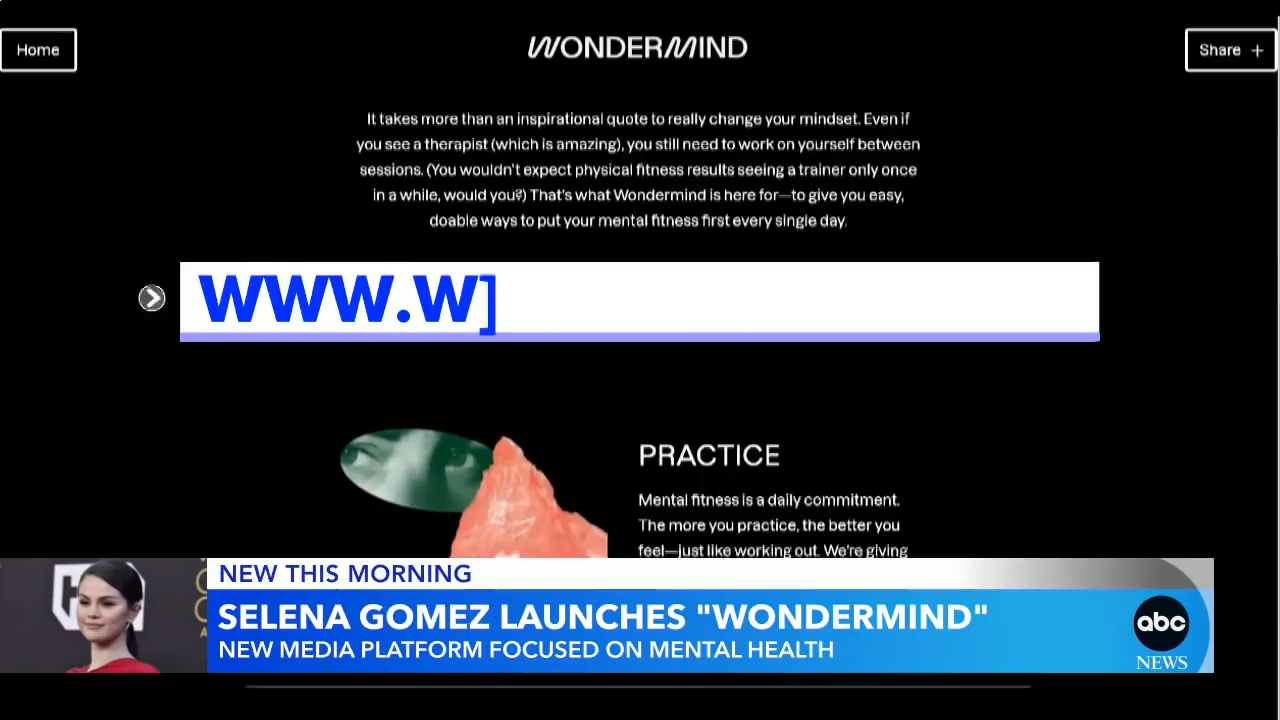 Home
WONDERMIND
Share +
It takes more than an inspirational quote to really change your mindset. Even if
you see a therapist (which is amazing), you still need to work on yourself between
sessions. (You wouldn't expect physical fitness results seeing a trainer only once
in a while, would you?) That's what Wondermind is here for—to give you easy,
doable ways to put your mental fitness first every single day.
WWW.W]
PRACTICE
Mental fitness is a daily commitment.
The more you practice, the better you
feel—just like working out. We're giving
NEW THIS MORNING
SELENA GOMEZ LAUNCHES "WONDERMIND"
NEW MEDIA PLATFORM FOCUSED ON MENTAL HEALTH
abc
NEWS